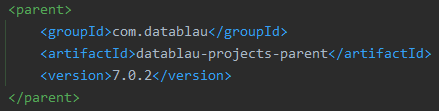 <parent>
    <groupId>com.datablau</groupId>
    <artifactId>datablau-projects-parent</artifactId>
    <version>7.0.2</version>
</parent>